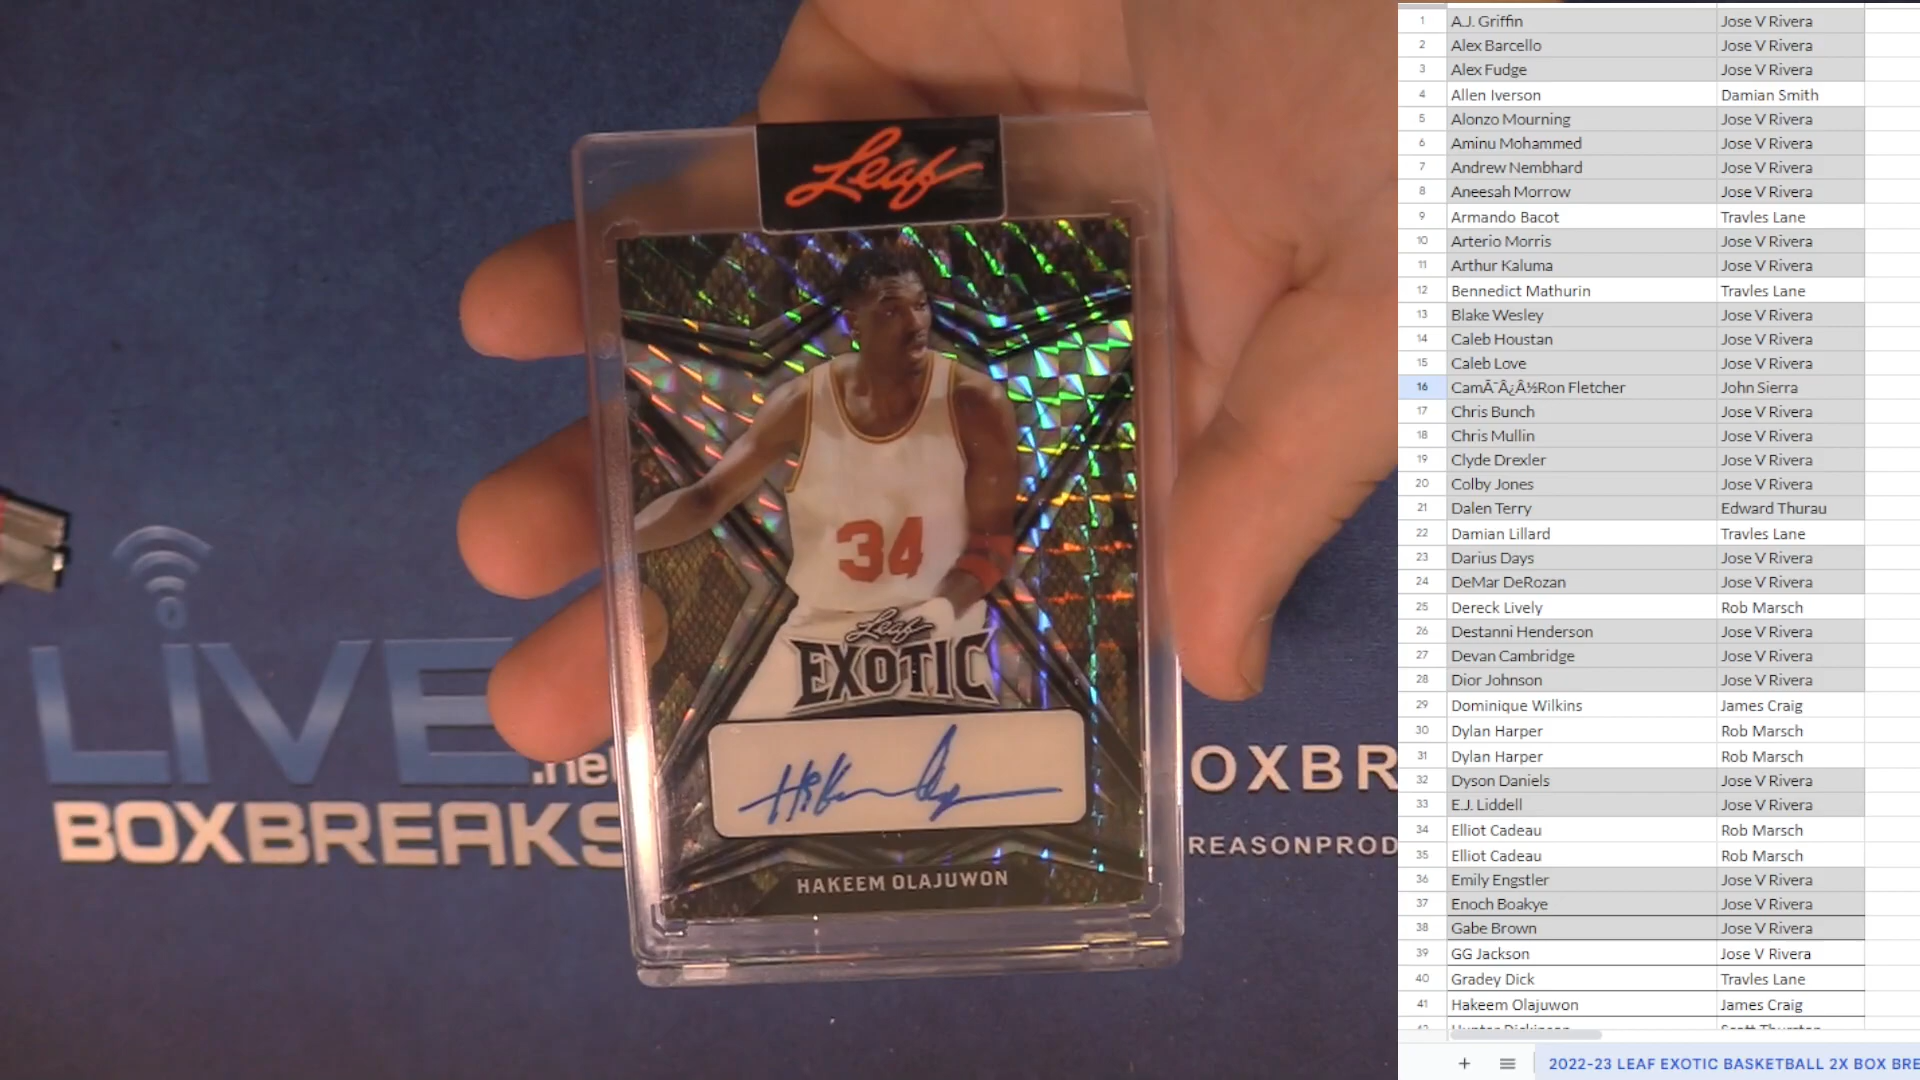 Leaf
34
Leaf
EXOTIC
HAKEEM OLAJUWON
LIVE
.net
BOXBREAKS
OXBR
REASONPROD
1 A.J. Griffin Jose V Rivera
2 Alex Barcello Jose V Rivera
3 Alex Fudge Jose V Rivera
4 Allen Iverson Damian Smith
5 Alonzo Mourning Jose V Rivera
6 Aminu Mohammed Jose V Rivera
7 Andrew Nembhard Jose V Rivera
8 Aneesah Morrow Jose V Rivera
9 Armando Bacot Travles Lane
10 Arterio Morris Jose V Rivera
11 Arthur Kaluma Jose V Rivera
12 Bennedict Mathurin Travles Lane
13 Blake Wesley Jose V Rivera
14 Caleb Houstan Jose V Rivera
15 Caleb Love Jose V Rivera
16 CamÃ¯Â¿Â½Ron Fletcher John Sierra
17 Chris Bunch Jose V Rivera
18 Chris Mullin Jose V Rivera
19 Clyde Drexler Jose V Rivera
20 Colby Jones Jose V Rivera
21 Dalen Terry Edward Thurau
22 Damian Lillard Travles Lane
23 Darius Days Jose V Rivera
24 DeMar DeRozan Jose V Rivera
25 Dereck Lively Rob Marsch
26 Destanni Henderson Jose V Rivera
27 Devan Cambridge Jose V Rivera
28 Dior Johnson Jose V Rivera
29 Dominique Wilkins James Craig
30 Dylan Harper Rob Marsch
31 Dylan Harper Rob Marsch
32 Dyson Daniels Jose V Rivera
33 E.J. Liddell Jose V Rivera
34 Elliot Cadeau Rob Marsch
35 Elliot Cadeau Rob Marsch
36 Emily Engstler Jose V Rivera
37 Enoch Boakye Jose V Rivera
38 Gabe Brown Jose V Rivera
39 GG Jackson Jose V Rivera
40 Gradey Dick Travles Lane
41 Hakeem Olajuwon James Craig
2022-23 LEAF EXOTIC BASKETBALL 2X BOX BRE